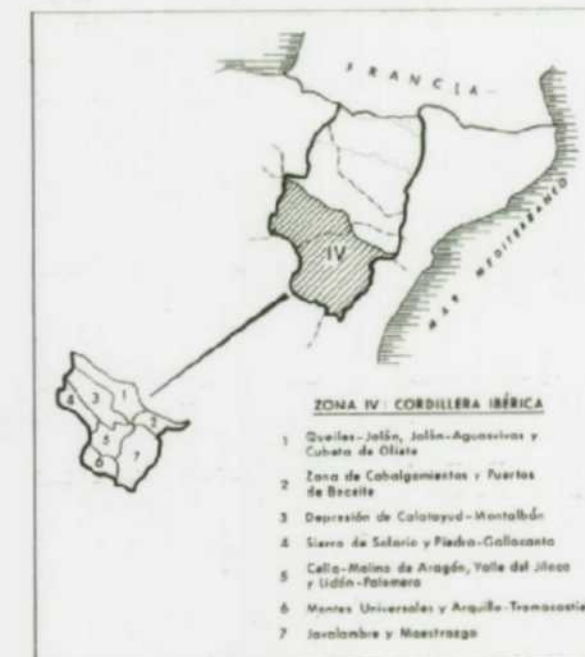 FRANCIA
IV
MAR MEDITERRANEO
1
2
3
4
5
6
7
ZONA IV: CORDILLERA IBÉRICA
1 Queiles-Jalón, Jalón-Aguasvivas y
Cubeta de Oliete
2 Zona de Cabalgamientos y Puertos
de Beceite
3 Depresión de Calatayud-Montalbán
4 Sierra de Solorio y Piedra-Gallocanta
5 Cella-Molina de Aragón, Valle del Jiloca
y Lidón-Palomera
6 Montes Universales y Arquillo-Tramacastiel
7 Javalambre y Maestrazgo